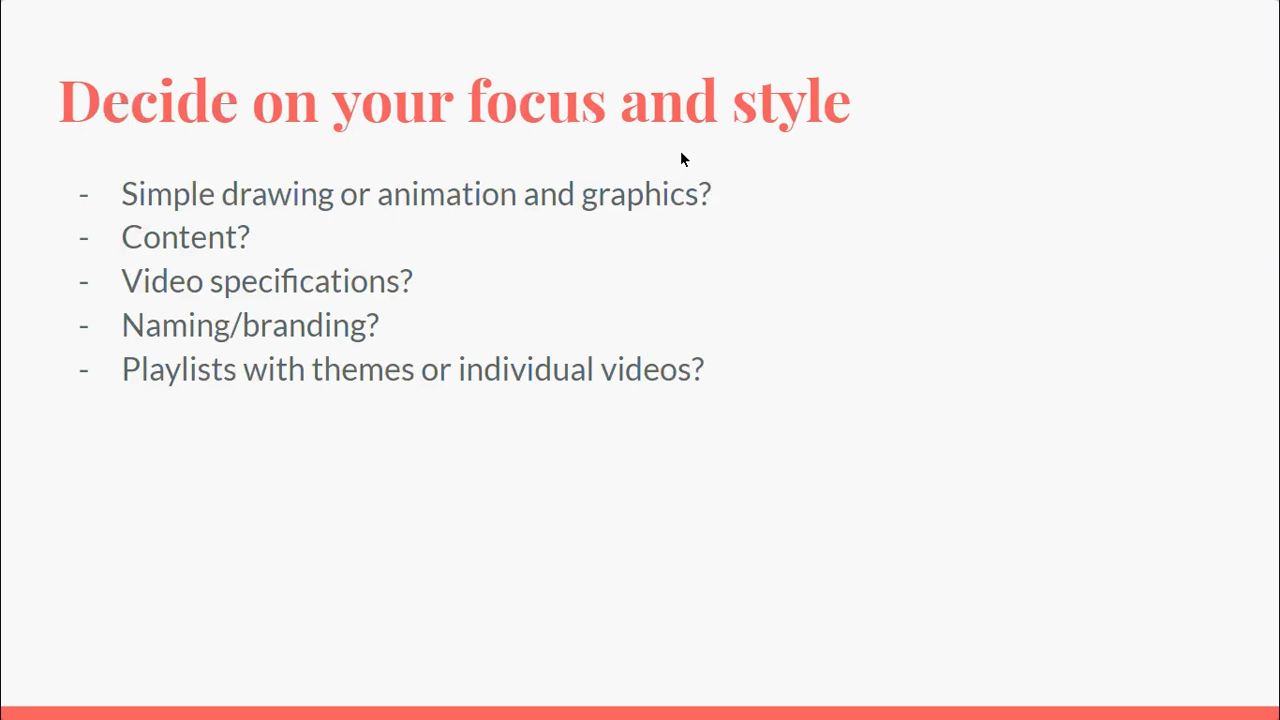 Decide on your focus and style
- Simple drawing or animation and graphics?
- Content?
- Video specifications?
- Naming/branding?
- Playlists with themes or individual videos?